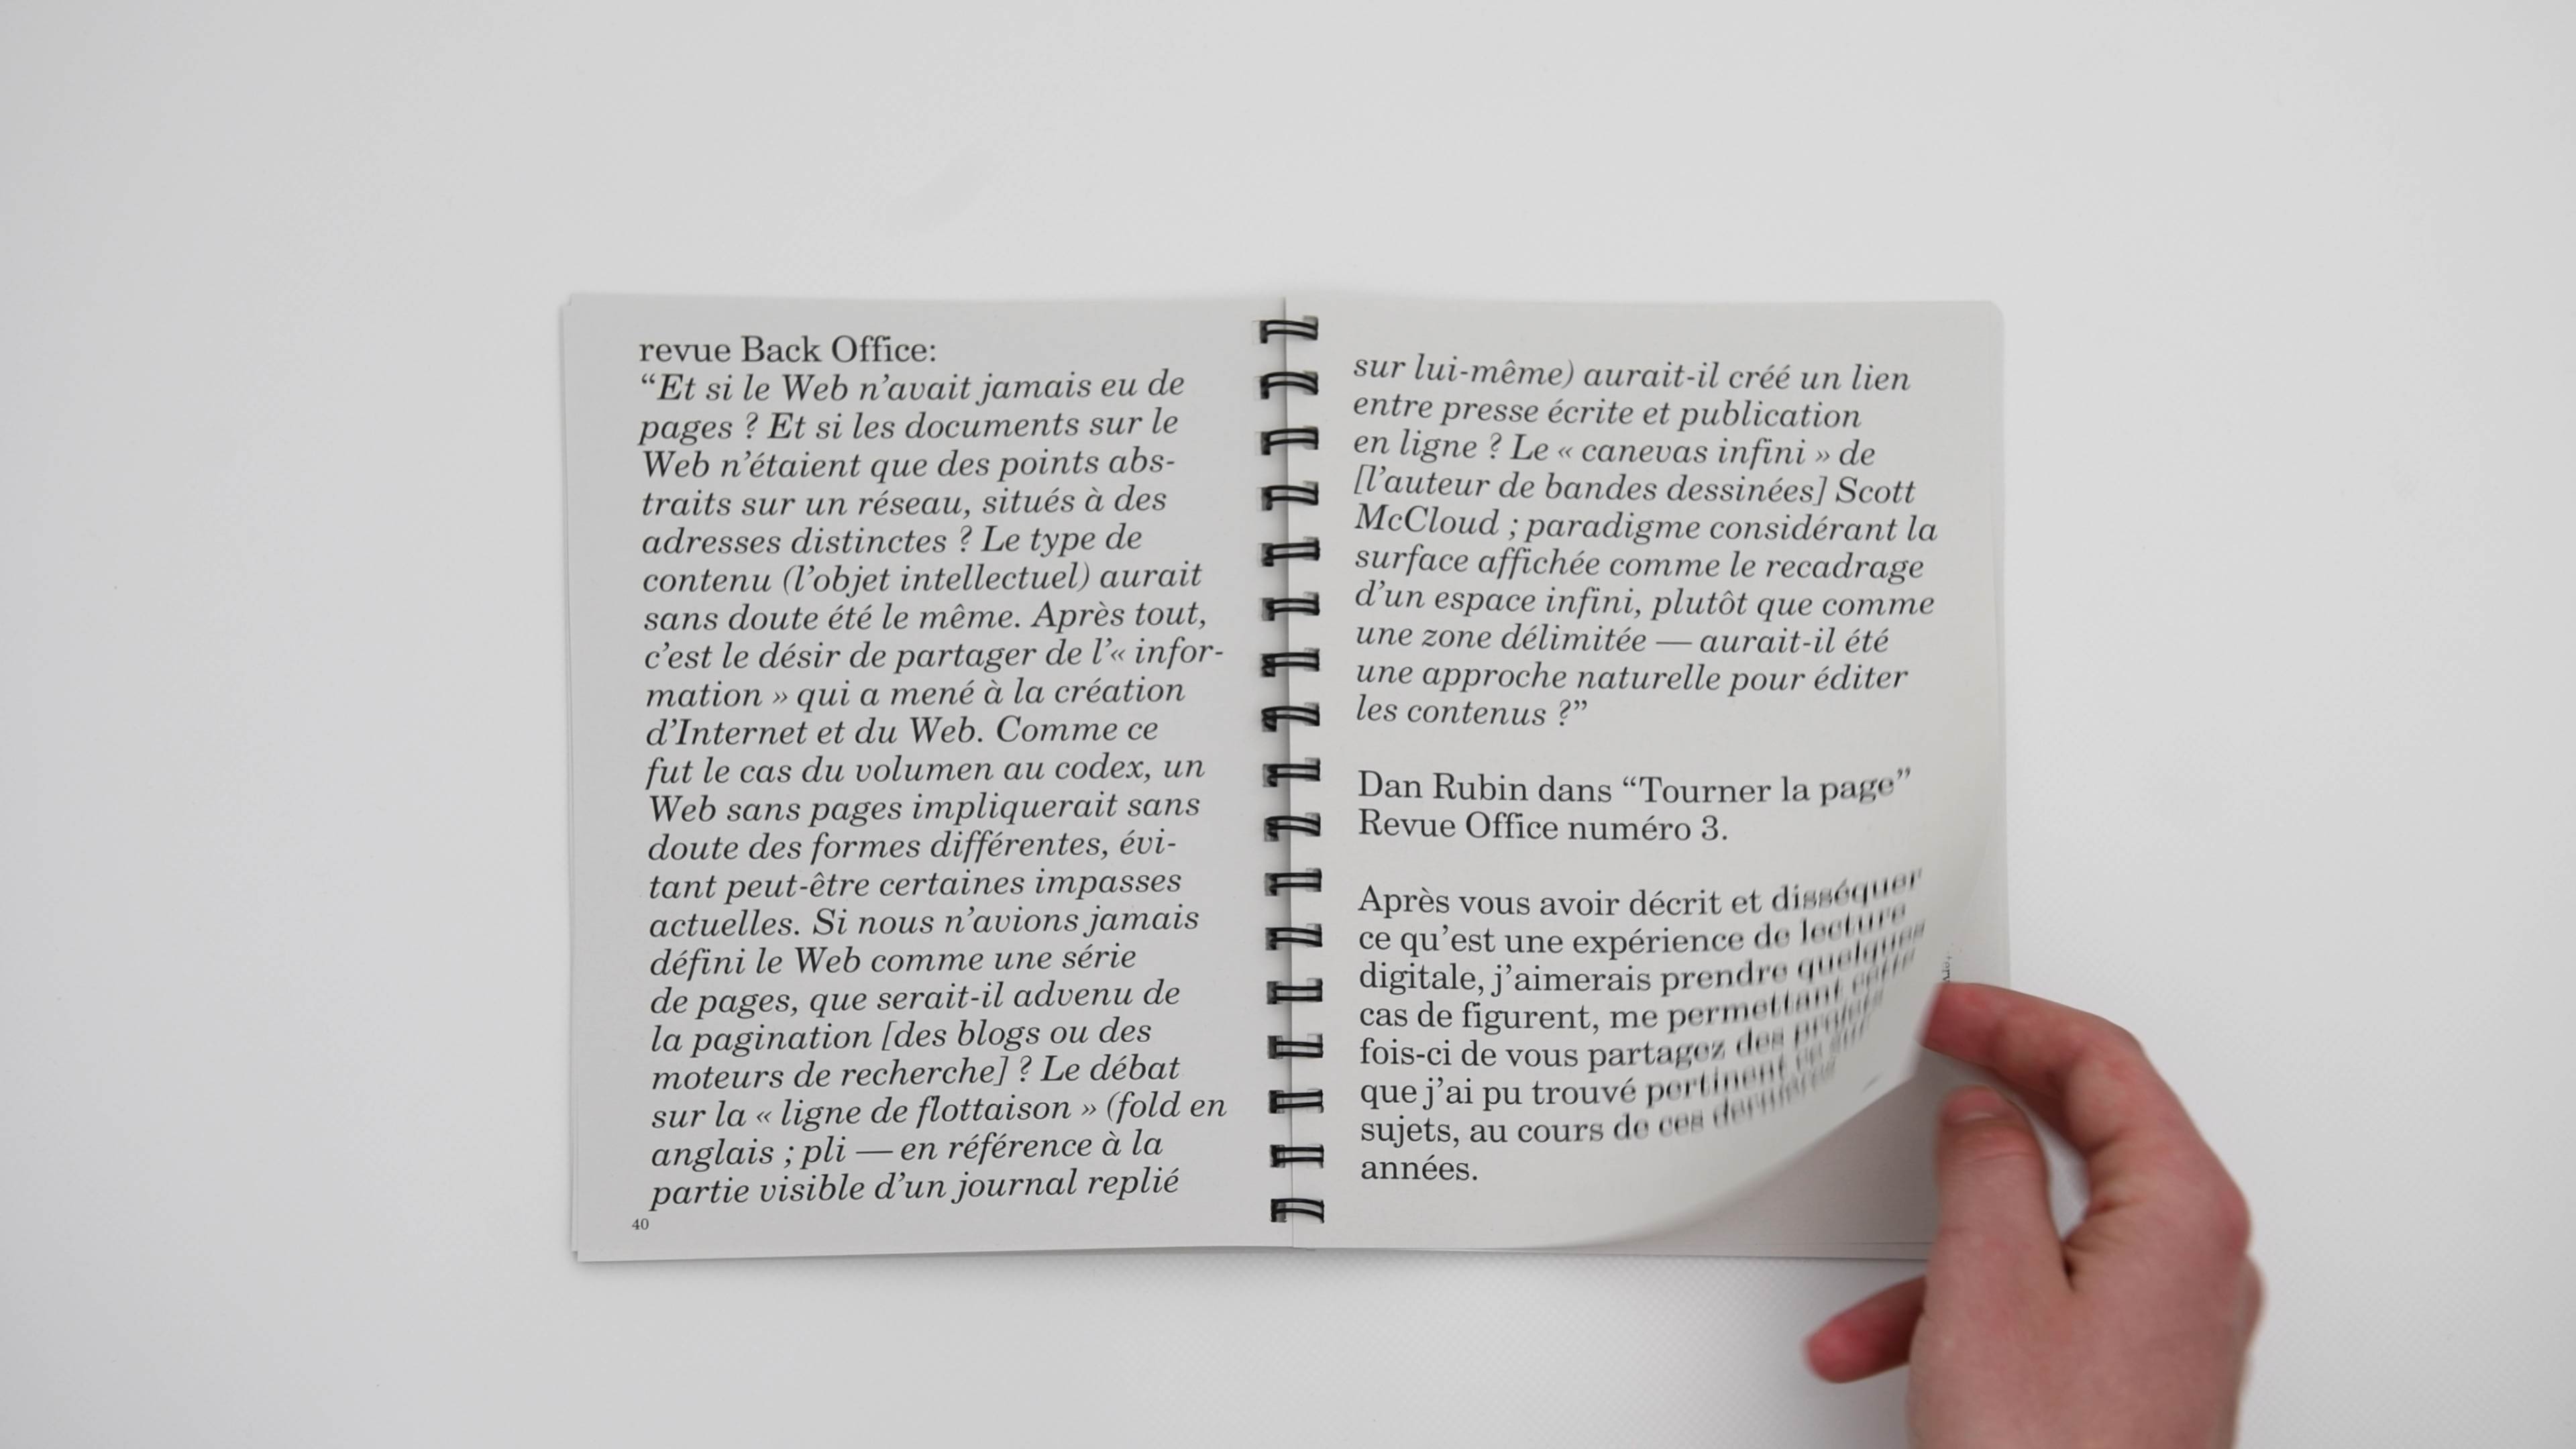 revue Back Office:
“Et si le Web n’avait jamais eu de
pages ? Et si les documents sur le
Web n’étaient que des points abs-
traits sur un réseau, situés à des
adresses distinctes ? Le type de
contenu (l’objet intellectuel) aurait
sans doute été le même. Après tout,
c’est le désir de partager de l’« infor-
mation » qui a mené à la création
d’Internet et du Web. Comme ce
fut le cas du volumen au codex, un
Web sans pages impliquerait sans
doute des formes différentes, évi-
tant peut-être certaines impasses
actuelles. Si nous n’avions jamais
défini le Web comme une série
de pages, que serait-il advenu de
la pagination [des blogs ou des
moteurs de recherche] ? Le débat
sur la « ligne de flottaison » (fold en
anglais ; pli — en référence à la
partie visible d’un journal replié
40
sur lui-même) aurait-il créé un lien
entre presse écrite et publication
en ligne ? Le « canevas infini » de
[l’auteur de bandes dessinées] Scott
McCloud ; paradigme considérant la
surface affichée comme le recadrage
d’un espace infini, plutôt que comme
une zone délimitée — aurait-il été
une approche naturelle pour éditer
les contenus ?”
Dan Rubin dans “Tourner la page”
Revue Office numéro 3.
Après vous avoir décrit et disséquer
ce qu’est une expérience de lecture
digitale, j’aimerais prendre quelques
cas de figurent, me permettant cette
fois-ci de vous partagez des projets
que j’ai pu trouvé pertinent
sujets, au cours de ces dernières
années.